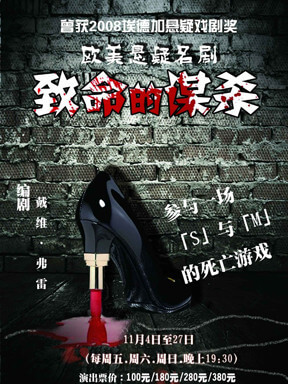 曾获2008埃德加悬疑戏剧奖
欧美悬疑名剧
致命的谋杀
编剧
戴维·弗雷
参与一场
「S」与「M」
的死亡游戏
11月4日至27日
(每周五、周六、周日、晚上19:30)
演出票价:100元/180元/280元/380元